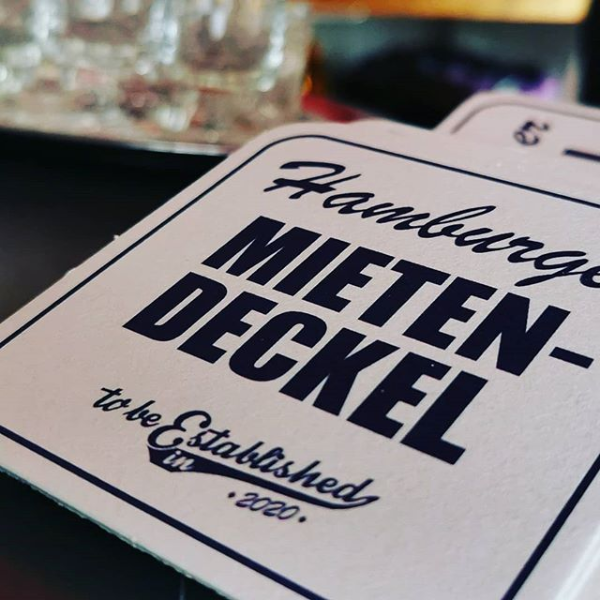 Hamburge
MIETEN-
DECKEL
to be Established
in
·2020·